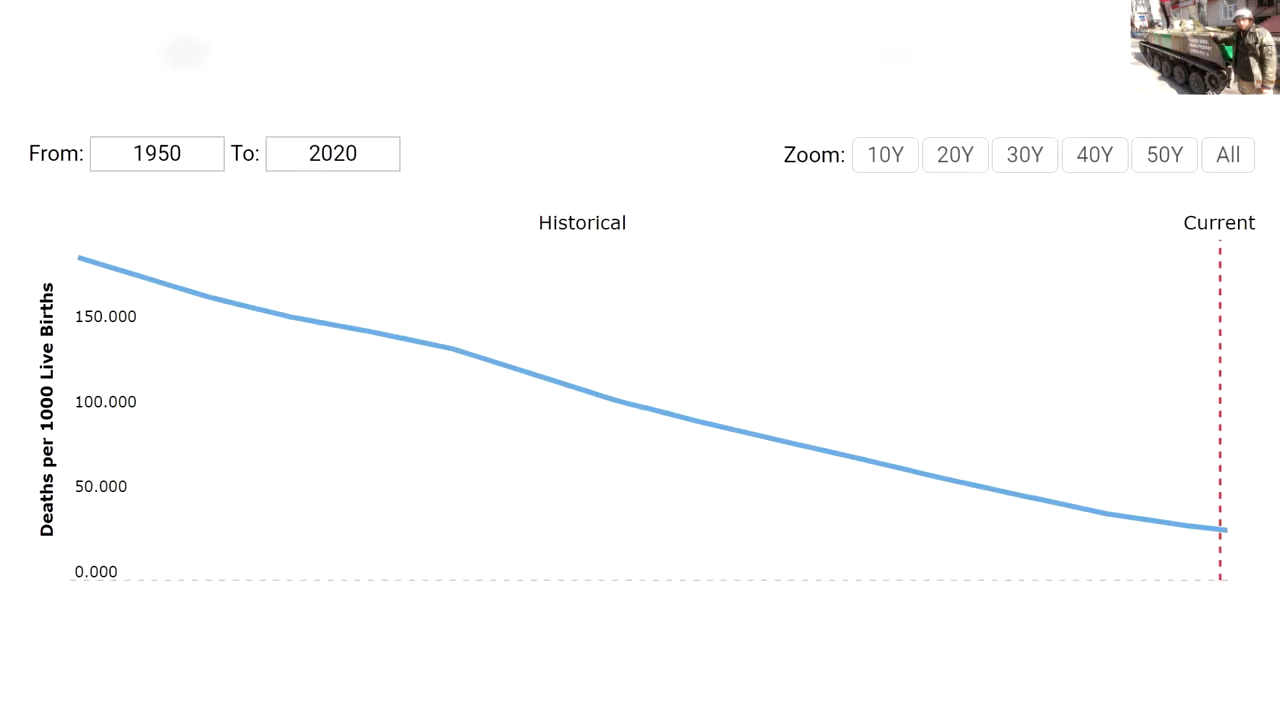 From: 1950 To: 2020
Zoom: 10Y 20Y 30Y 40Y 50Y All
Historical
Current
Deaths per 1000 Live Births
150.000
100.000
50.000
0.000